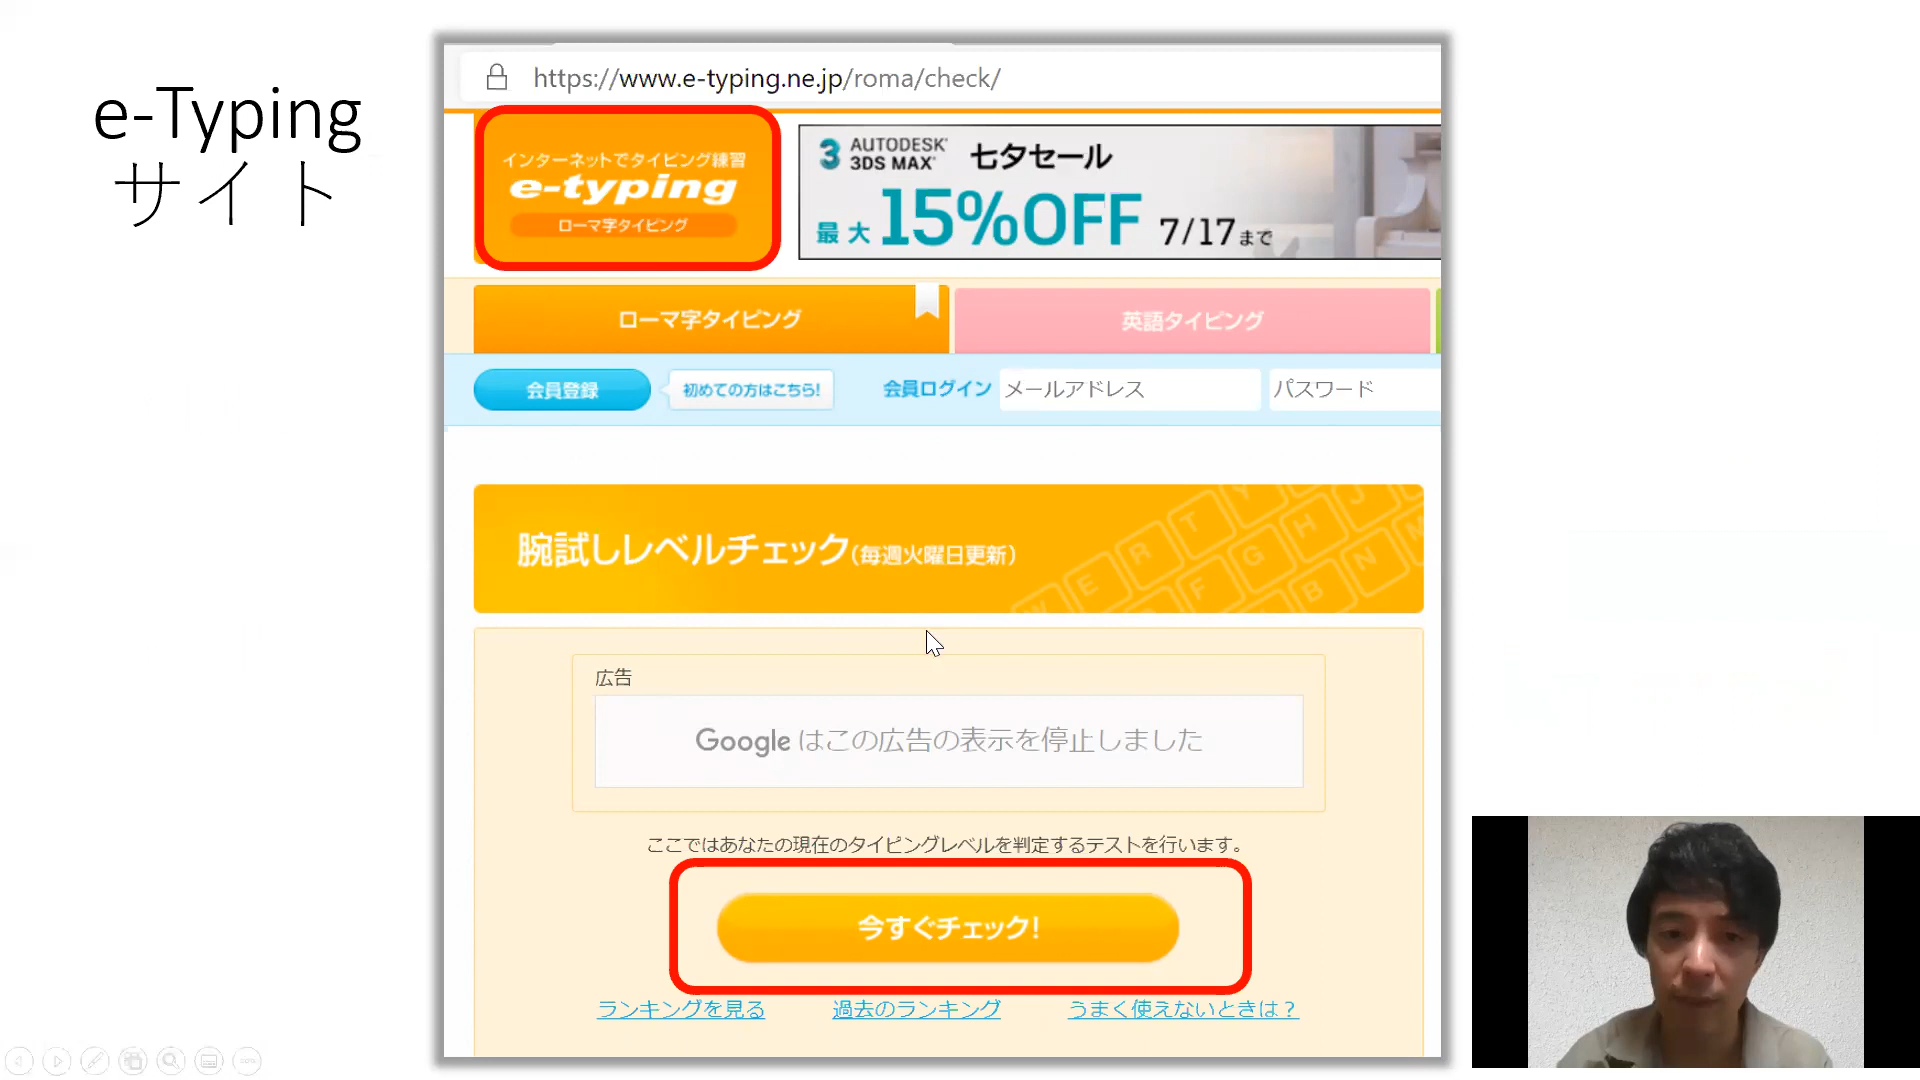 e-Typing
サイト
https://www.e-typing.ne.jp/roma/check/
インターネットでタイピング練習
e-typing
ローマ字タイピング
3 AUTODESK®
3DS MAX®
七夕セール
最大15%OFF 7/17まで
ローマ字タイピング
英語タイピング
会員登録
初めての方はこちら!
会員ログイン
メールアドレス
パスワード
腕試しレベルチェック(毎週火曜日更新)
W E R T Y
F G H J
B N M
広告
Google はこの広告の表示を停止しました
ここではあなたの現在のタイピングレベルを判定するテストを行います。
今すぐチェック!
ランキングを見る
過去のランキング
うまく使えないときは？